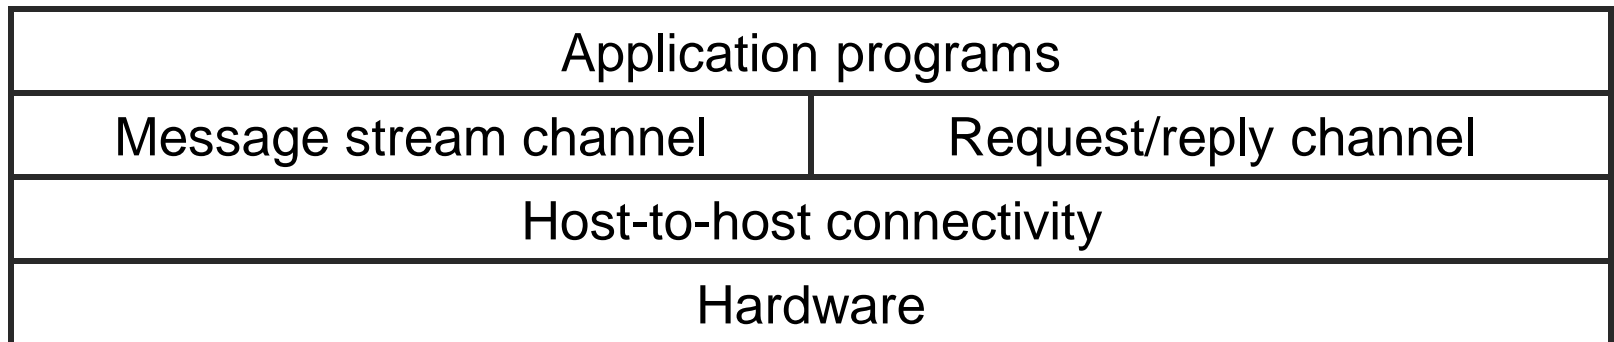 Application programs
Message stream channel
Request/reply channel
Host-to-host connectivity
Hardware